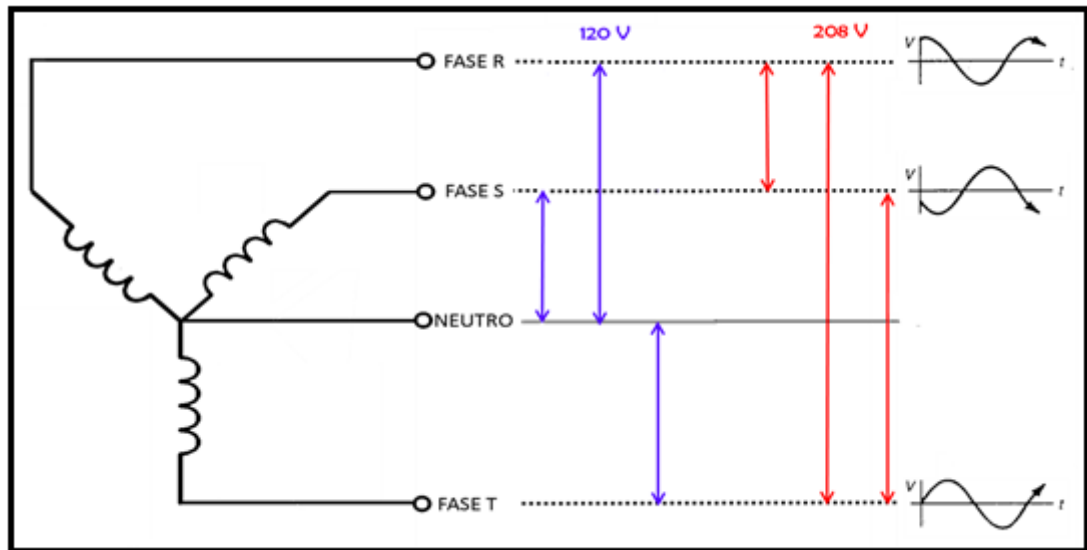 120 V
208 V
FASE R
V
t
FASE S
V
t
NEUTRO
FASE T
V
t